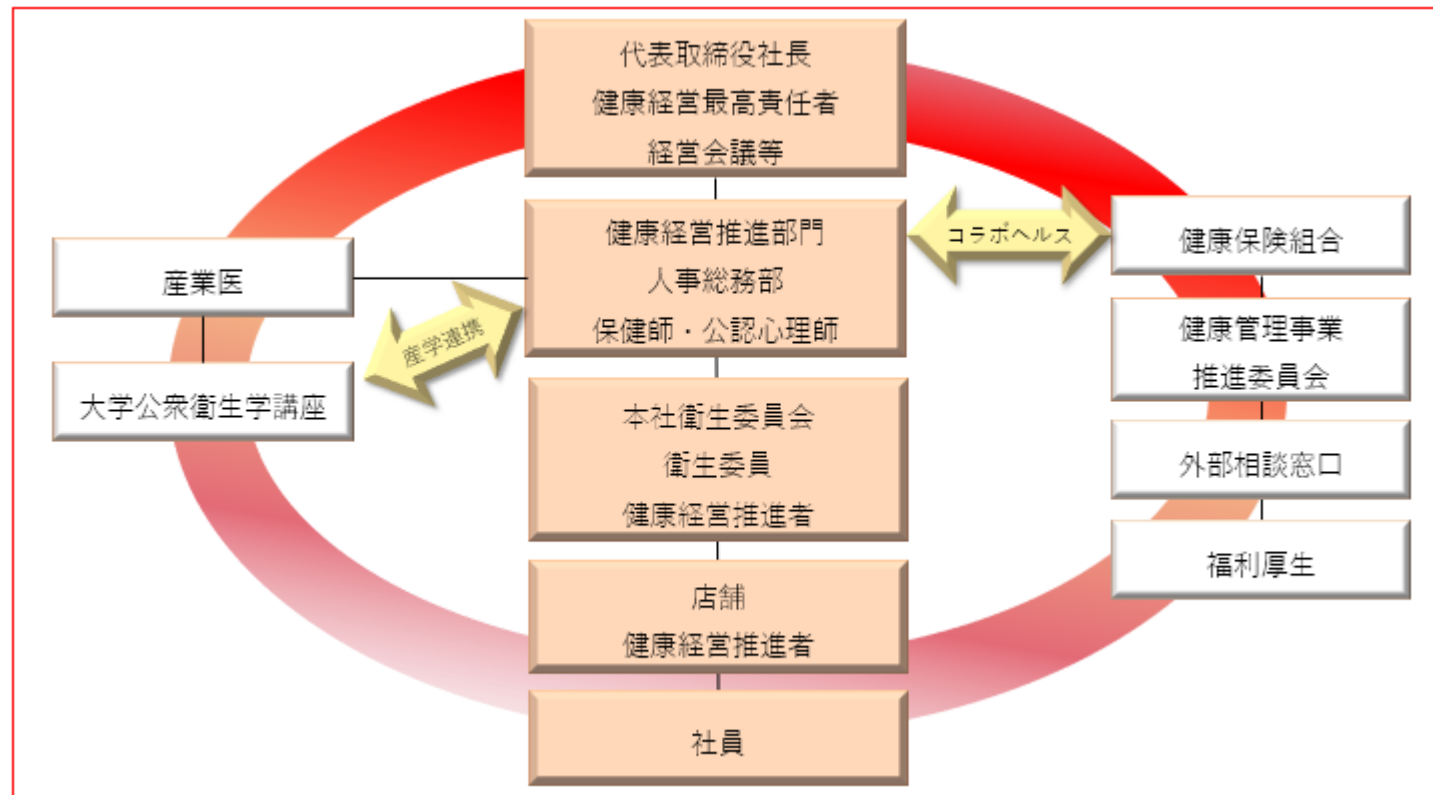 代表取締役社長
健康経営最高責任者
経営会議等
健康経営推進部門
人事総務部
保健師・公認心理師
コラボヘルス
健康保険組合
産業医
産学連携
大学公衆衛生学講座
健康管理事業
推進委員会
本社衛生委員会
衛生委員
健康経営推進者
外部相談窓口
福利厚生
店舗
健康経営推進者
社員